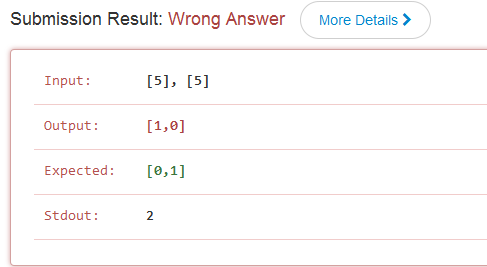 Submission Result: Wrong Answer More Details
Input: [5], [5]
Output: [1,0]
Expected: [0,1]
Stdout: 2